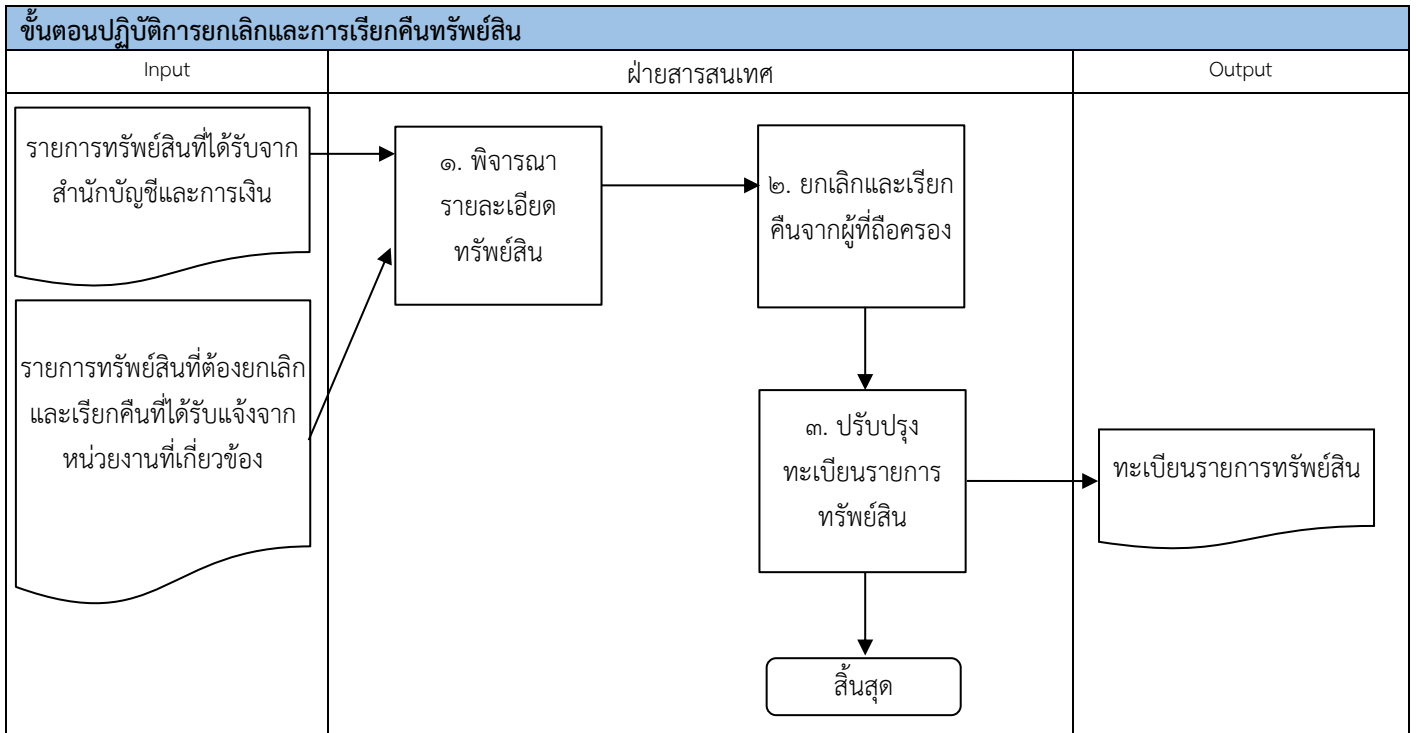 ขั้นตอนปฏิบัติการยกเลิกและการเรียกคืนทรัพย์สิน
Input
ฝ่ายสารสนเทศ
Output
รายการทรัพย์สินที่ได้รับจาก
สำนักบัญชีและการเงิน
รายการทรัพย์สินที่ต้องยกเลิก
และเรียกคืนที่ได้รับแจ้งจาก
หน่วยงานที่เกี่ยวข้อง
๑. พิจารณา
รายละเอียด
ทรัพย์สิน
๒. ยกเลิกและเรียก
คืนจากผู้ที่ถือครอง
๓. ปรับปรุง
ทะเบียนรายการ
ทรัพย์สิน
ทะเบียนรายการทรัพย์สิน
สิ้นสุด